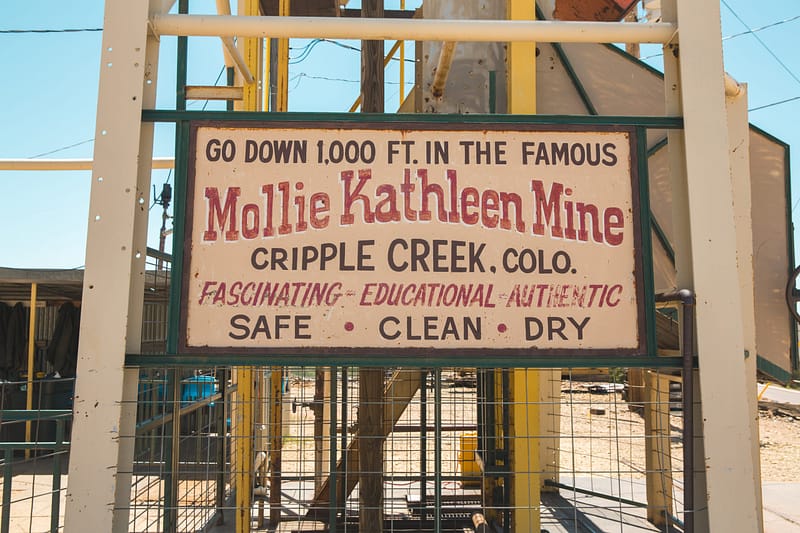 GO DOWN 1,000 FT. IN THE FAMOUS
Mollie Kathleen Mine
CRIPPLE CREEK, COLO.
FASCINATING - EDUCATIONAL - AUTHENTIC
SAFE • CLEAN • DRY